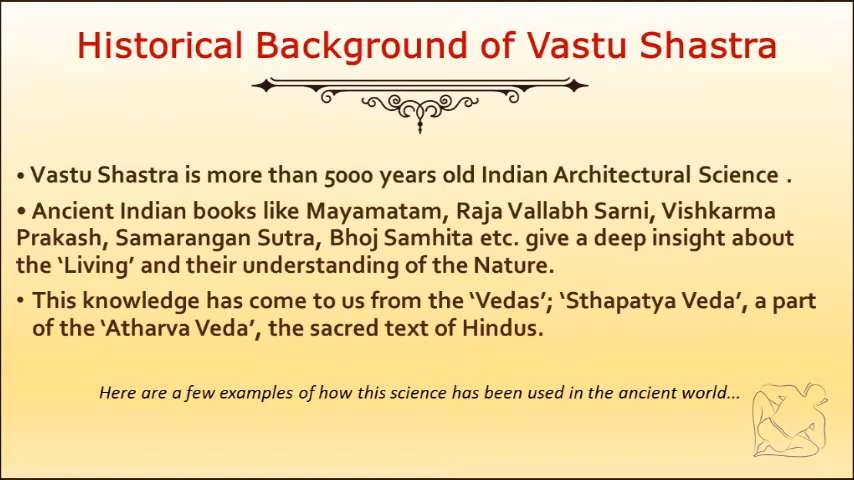 Historical Background of Vastu Shastra
• Vastu Shastra is more than 5000 years old Indian Architectural Science .
• Ancient Indian books like Mayamatam, Raja Vallabh Sarni, Vishkarma
Prakash, Samarangan Sutra, Bhoj Samhita etc. give a deep insight about
the ‘Living’ and their understanding of the Nature.
• This knowledge has come to us from the ‘Vedas’; ‘Sthapatya Veda’, a part
of the ‘Atharva Veda’, the sacred text of Hindus.
Here are a few examples of how this science has been used in the ancient world...